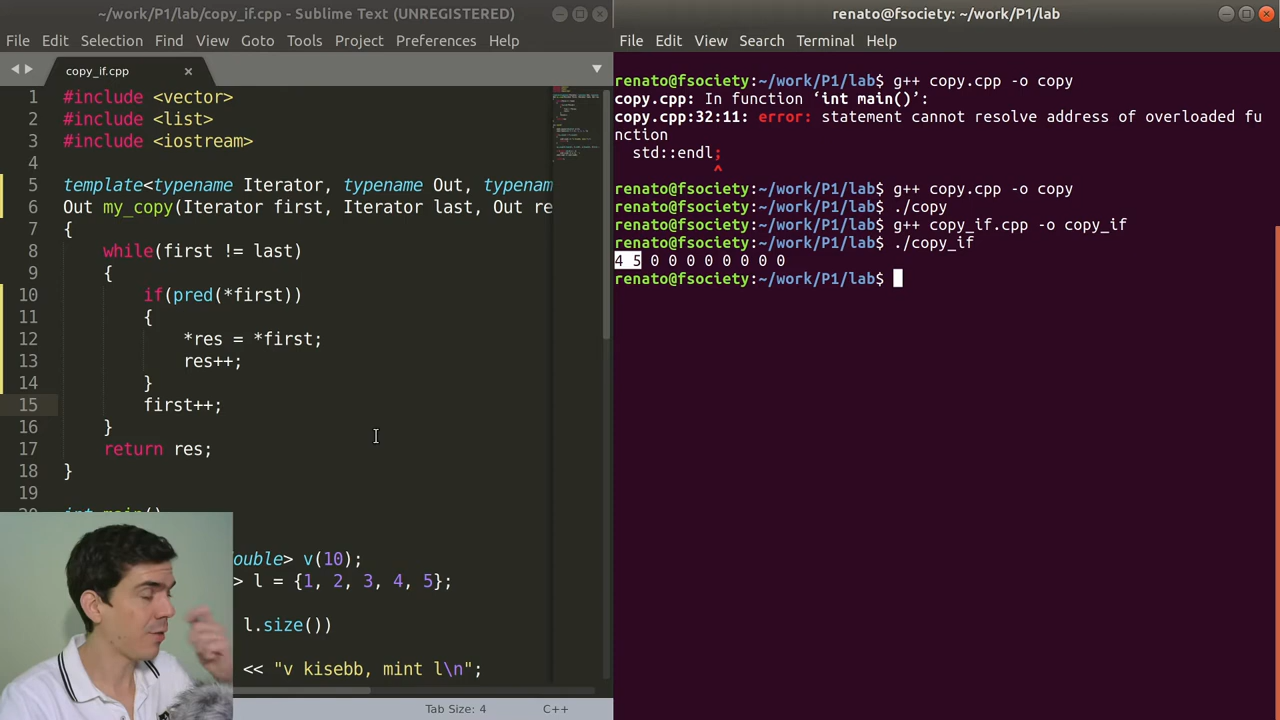 ~/work/P1/lab/copy_if.cpp - Sublime Text (UNREGISTERED)
File Edit Selection Find View Goto Tools Project Preferences Help
copy_if.cpp
1 #include <vector>
2 #include <list>
3 #include <iostream>
4
5 template<typename Iterator, typename Out, typenam
6 Out my_copy(Iterator first, Iterator last, Out re
7 {
8 while(first != last)
9 {
10 if(pred(*first))
11 {
12 *res = *first;
13 res++;
14 }
15 first++;
16 }
17 return res;
18 }
19
ouble> v(10);
> l = {1, 2, 3, 4, 5};
l.size())
<< "v kisebb, mint l\n";
Tab Size: 4 C++
renato@fsociety: ~/work/P1/lab
File Edit View Search Terminal Help
renato@fsociety:~/work/P1/lab$ g++ copy.cpp -o copy
copy.cpp: In function ‘int main()’:
copy.cpp:32:11: error: statement cannot resolve address of overloaded fu
nction
std::endl;
^
renato@fsociety:~/work/P1/lab$ g++ copy.cpp -o copy
renato@fsociety:~/work/P1/lab$ ./copy
renato@fsociety:~/work/P1/lab$ g++ copy_if.cpp -o copy_if
renato@fsociety:~/work/P1/lab$ ./copy_if
4 5 0 0 0 0 0 0 0 0
renato@fsociety:~/work/P1/lab$